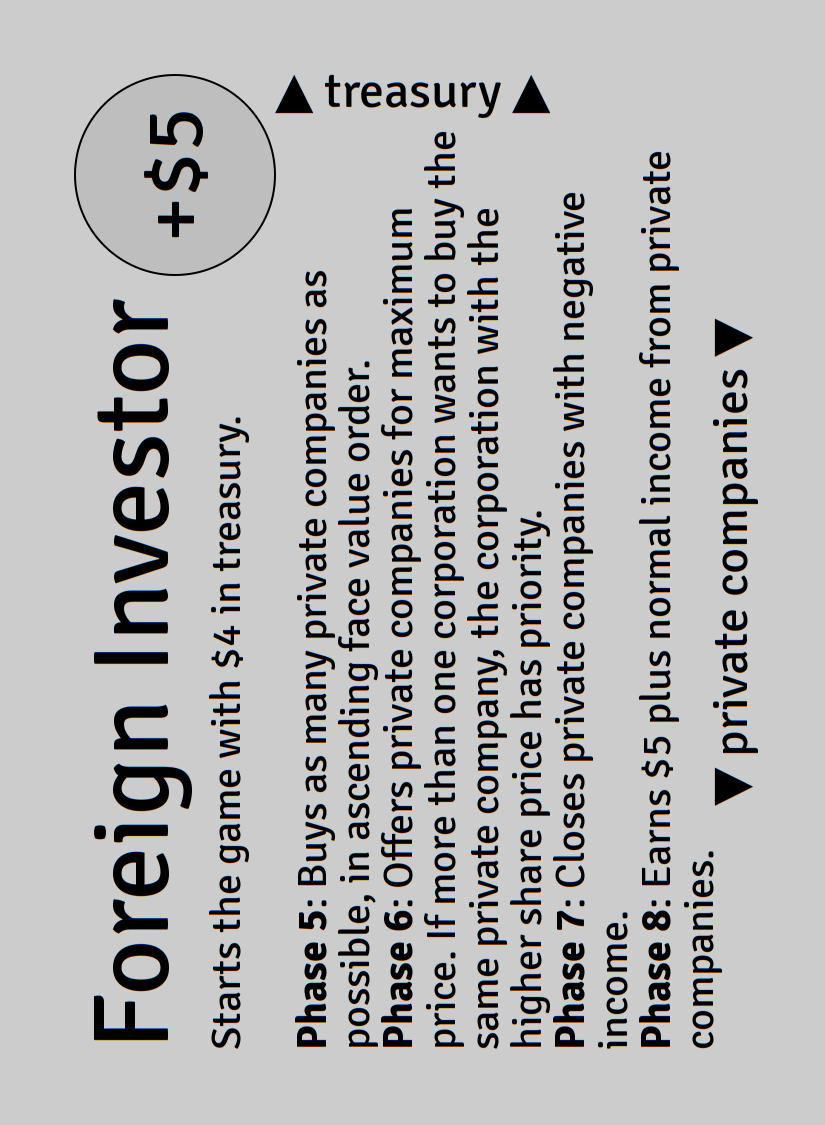 Foreign Investor
+$5
Starts the game with $4 in treasury.
▲ treasury ▲
Phase 5: Buys as many private companies as
possible, in ascending face value order.
Phase 6: Offers private companies for maximum
price. If more than one corporation wants to buy the
same private company, the corporation with the
higher share price has priority.
Phase 7: Closes private companies with negative
income.
Phase 8: Earns $5 plus normal income from private
companies.
▼ private companies ▼